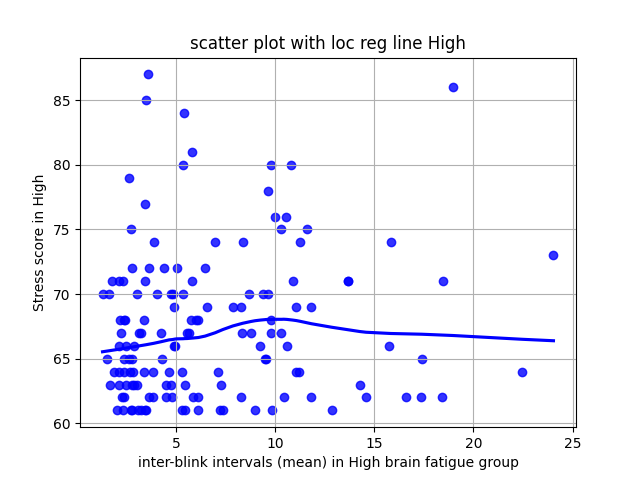 scatter plot with loc reg line High
85
80
75
70
65
60
Stress score in High
5 10 15 20 25
inter-blink intervals (mean) in High brain fatigue group